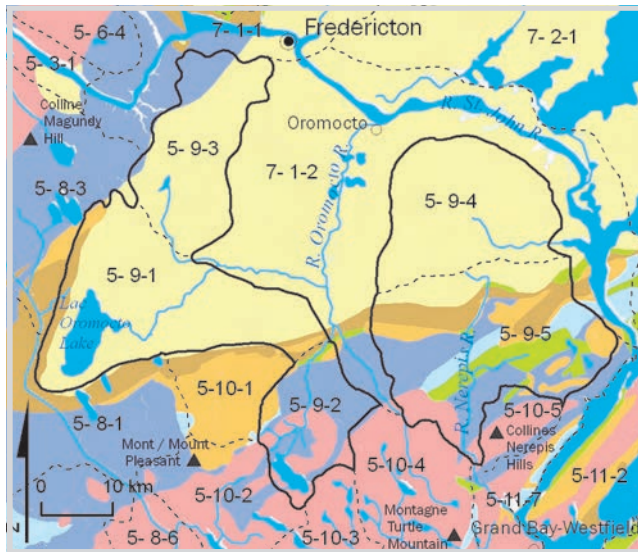 5- 6-4
7- 1-1
Fredericton
7- 2-1
5- 3-1
Colline
Magundy
Hill
Oromocto
R. St. John R.
5- 9-3
7- 1-2
R. Oromocto R.
5- 8-3
5- 9-4
5- 9-1
Lac
Oromocto
Lake
5- 9-5
R. Nerepis R.
5-10-1
5- 9-2
5-10-5
5- 8-1
Collines
Nerepis
Hills
Mont / Mount
Pleasant
5-10-4
5-11-2
0 10 km
5-10-2
5-11-7
Montagne
Turtle
Mountain
Grand Bay-Westfield
5- 8-6
5-10-3
N